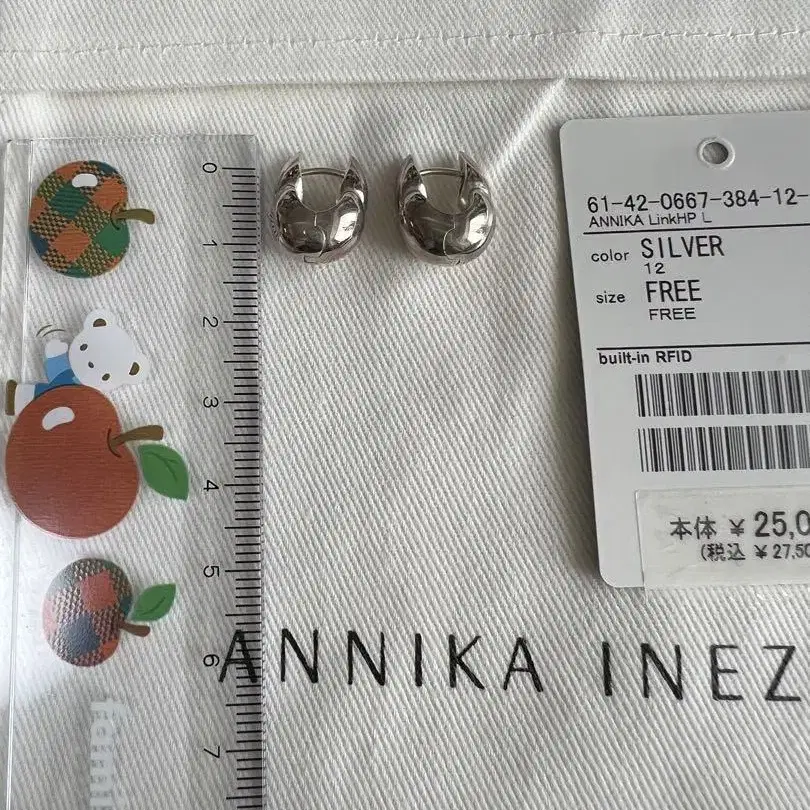 0
1
2
3
4
5
6
7
61-42-0667-384-12-
ANNIKA LinkHP L
color SILVER
12
size FREE
FREE
built-in RFID
本体 ¥25,0
(税込 ¥27,50
ANNIKA INEZ